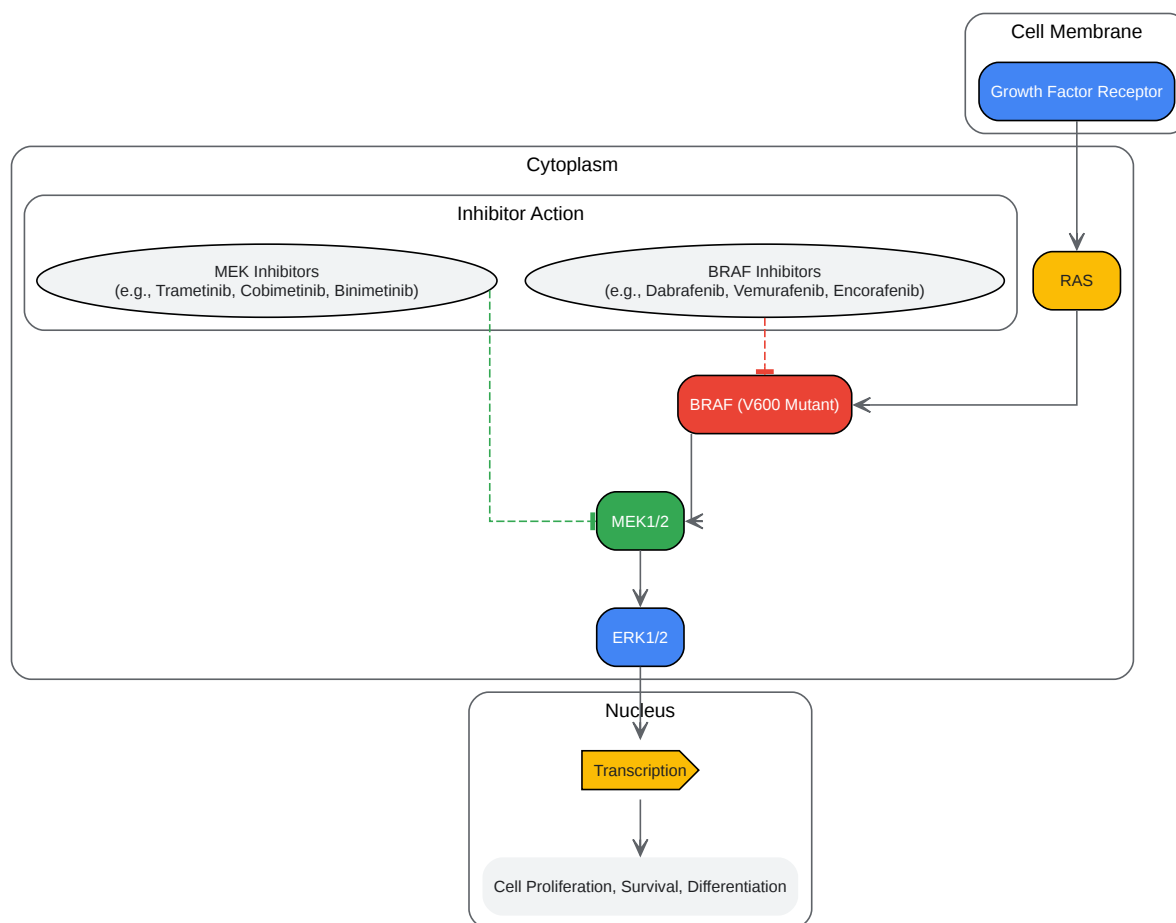 Cell Membrane
Growth Factor Receptor
Cytoplasm
Inhibitor Action
MEK Inhibitors
(e.g., Trametinib, Cobimetinib, Binimetinib)
BRAF Inhibitors
(e.g., Dabrafenib, Vemurafenib, Encorafenib)
RAS
BRAF (V600 Mutant)
MEK1/2
ERK1/2
Nucleus
Transcription
Cell Proliferation, Survival, Differentiation